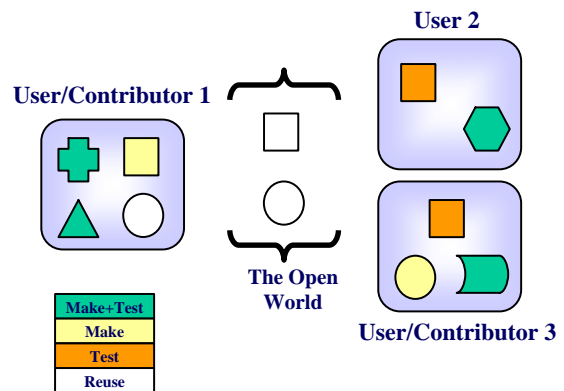 User 2
User/Contributor 1
The Open
World
User/Contributor 3
Make+Test
Make
Test
Reuse